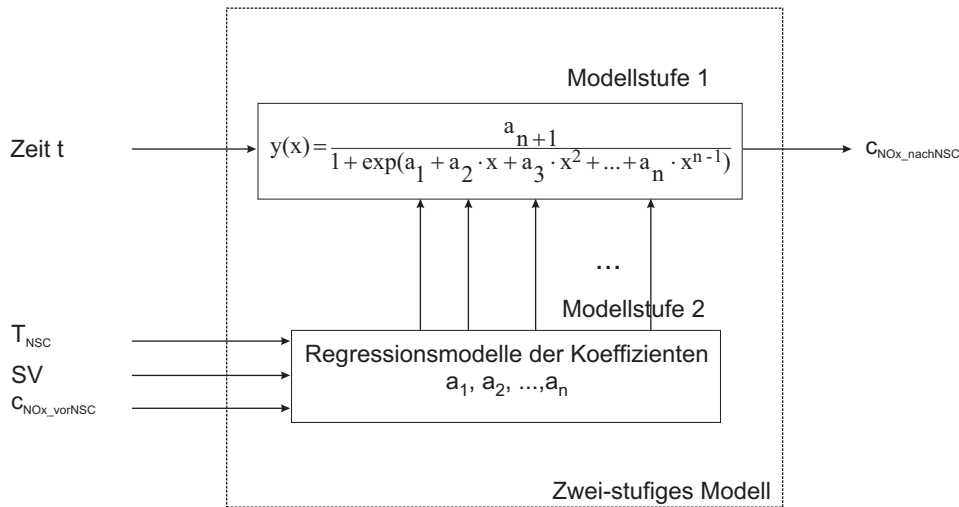 Modellstufe 1
Zeit t
y(x) = a_{n+1} / (1 + exp(a_1 + a_2 · x + a_3 · x^2 + ... + a_n · x^{n-1}))
c_{NOx_nachNSC}
...
Modellstufe 2
T_{NSC}
SV
c_{NOx_vorNSC}
Regressionsmodelle der Koeffizienten
a_1, a_2, ...,a_n
Zwei-stufiges Modell